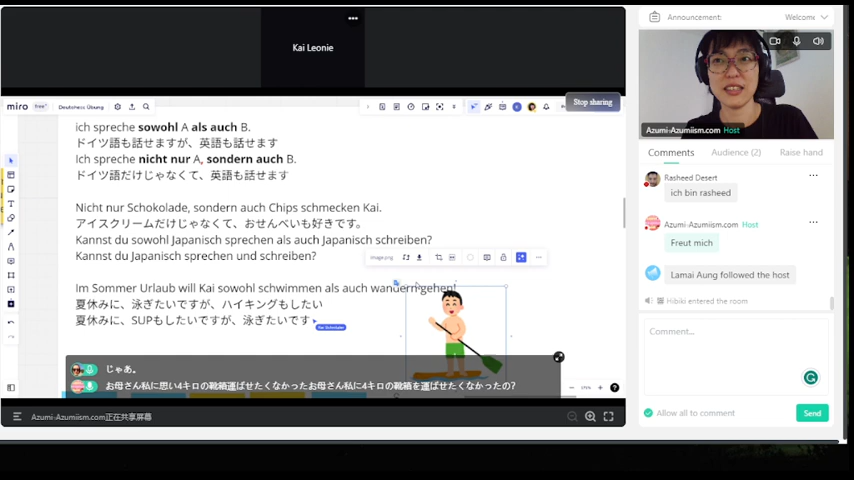 Kai Leonie
miro free
Deutchess Übung
Stop sharing
ich spreche sowohl A als auch B.
ドイツ語も話せますが、英語も話せます
Ich spreche nicht nur A, sondern auch B.
ドイツ語だけじゃなくて、英語も話せます
Nicht nur Schokolade, sondern auch Chips schmecken Kai.
アイスクリームだけじゃなくて、おせんべいも好きです。
Kannst du sowohl Japanisch sprechen als auch Japanisch schreiben?
Kannst du Japanisch sprechen und schreiben?
image.png
Im Sommer Urlaub will Kai sowohl schwimmen als auch wandern gehen!
夏休みに、泳ぎたいですが、ハイキングもしたい
夏休みに、SUPもしたいですが、泳ぎたいです
じゃあ。
お母さん私に思い4キロの靴箱運ばせたくなかったお母さん私に4キロの靴箱を運ばせたくなかったの?
Azumi-Azumiism.com正在共享屏幕
Announcement:
Welcome
Azumi-Azumiism.com Host
Comments
Audience (2)
Raise hand
Rasheed Desert
ich bin rasheed
Azumi-Azumiism.com Host
Freut mich
Lamai Aung followed the host
Hibiki entered the room
Comment...
Allow all to comment
Send